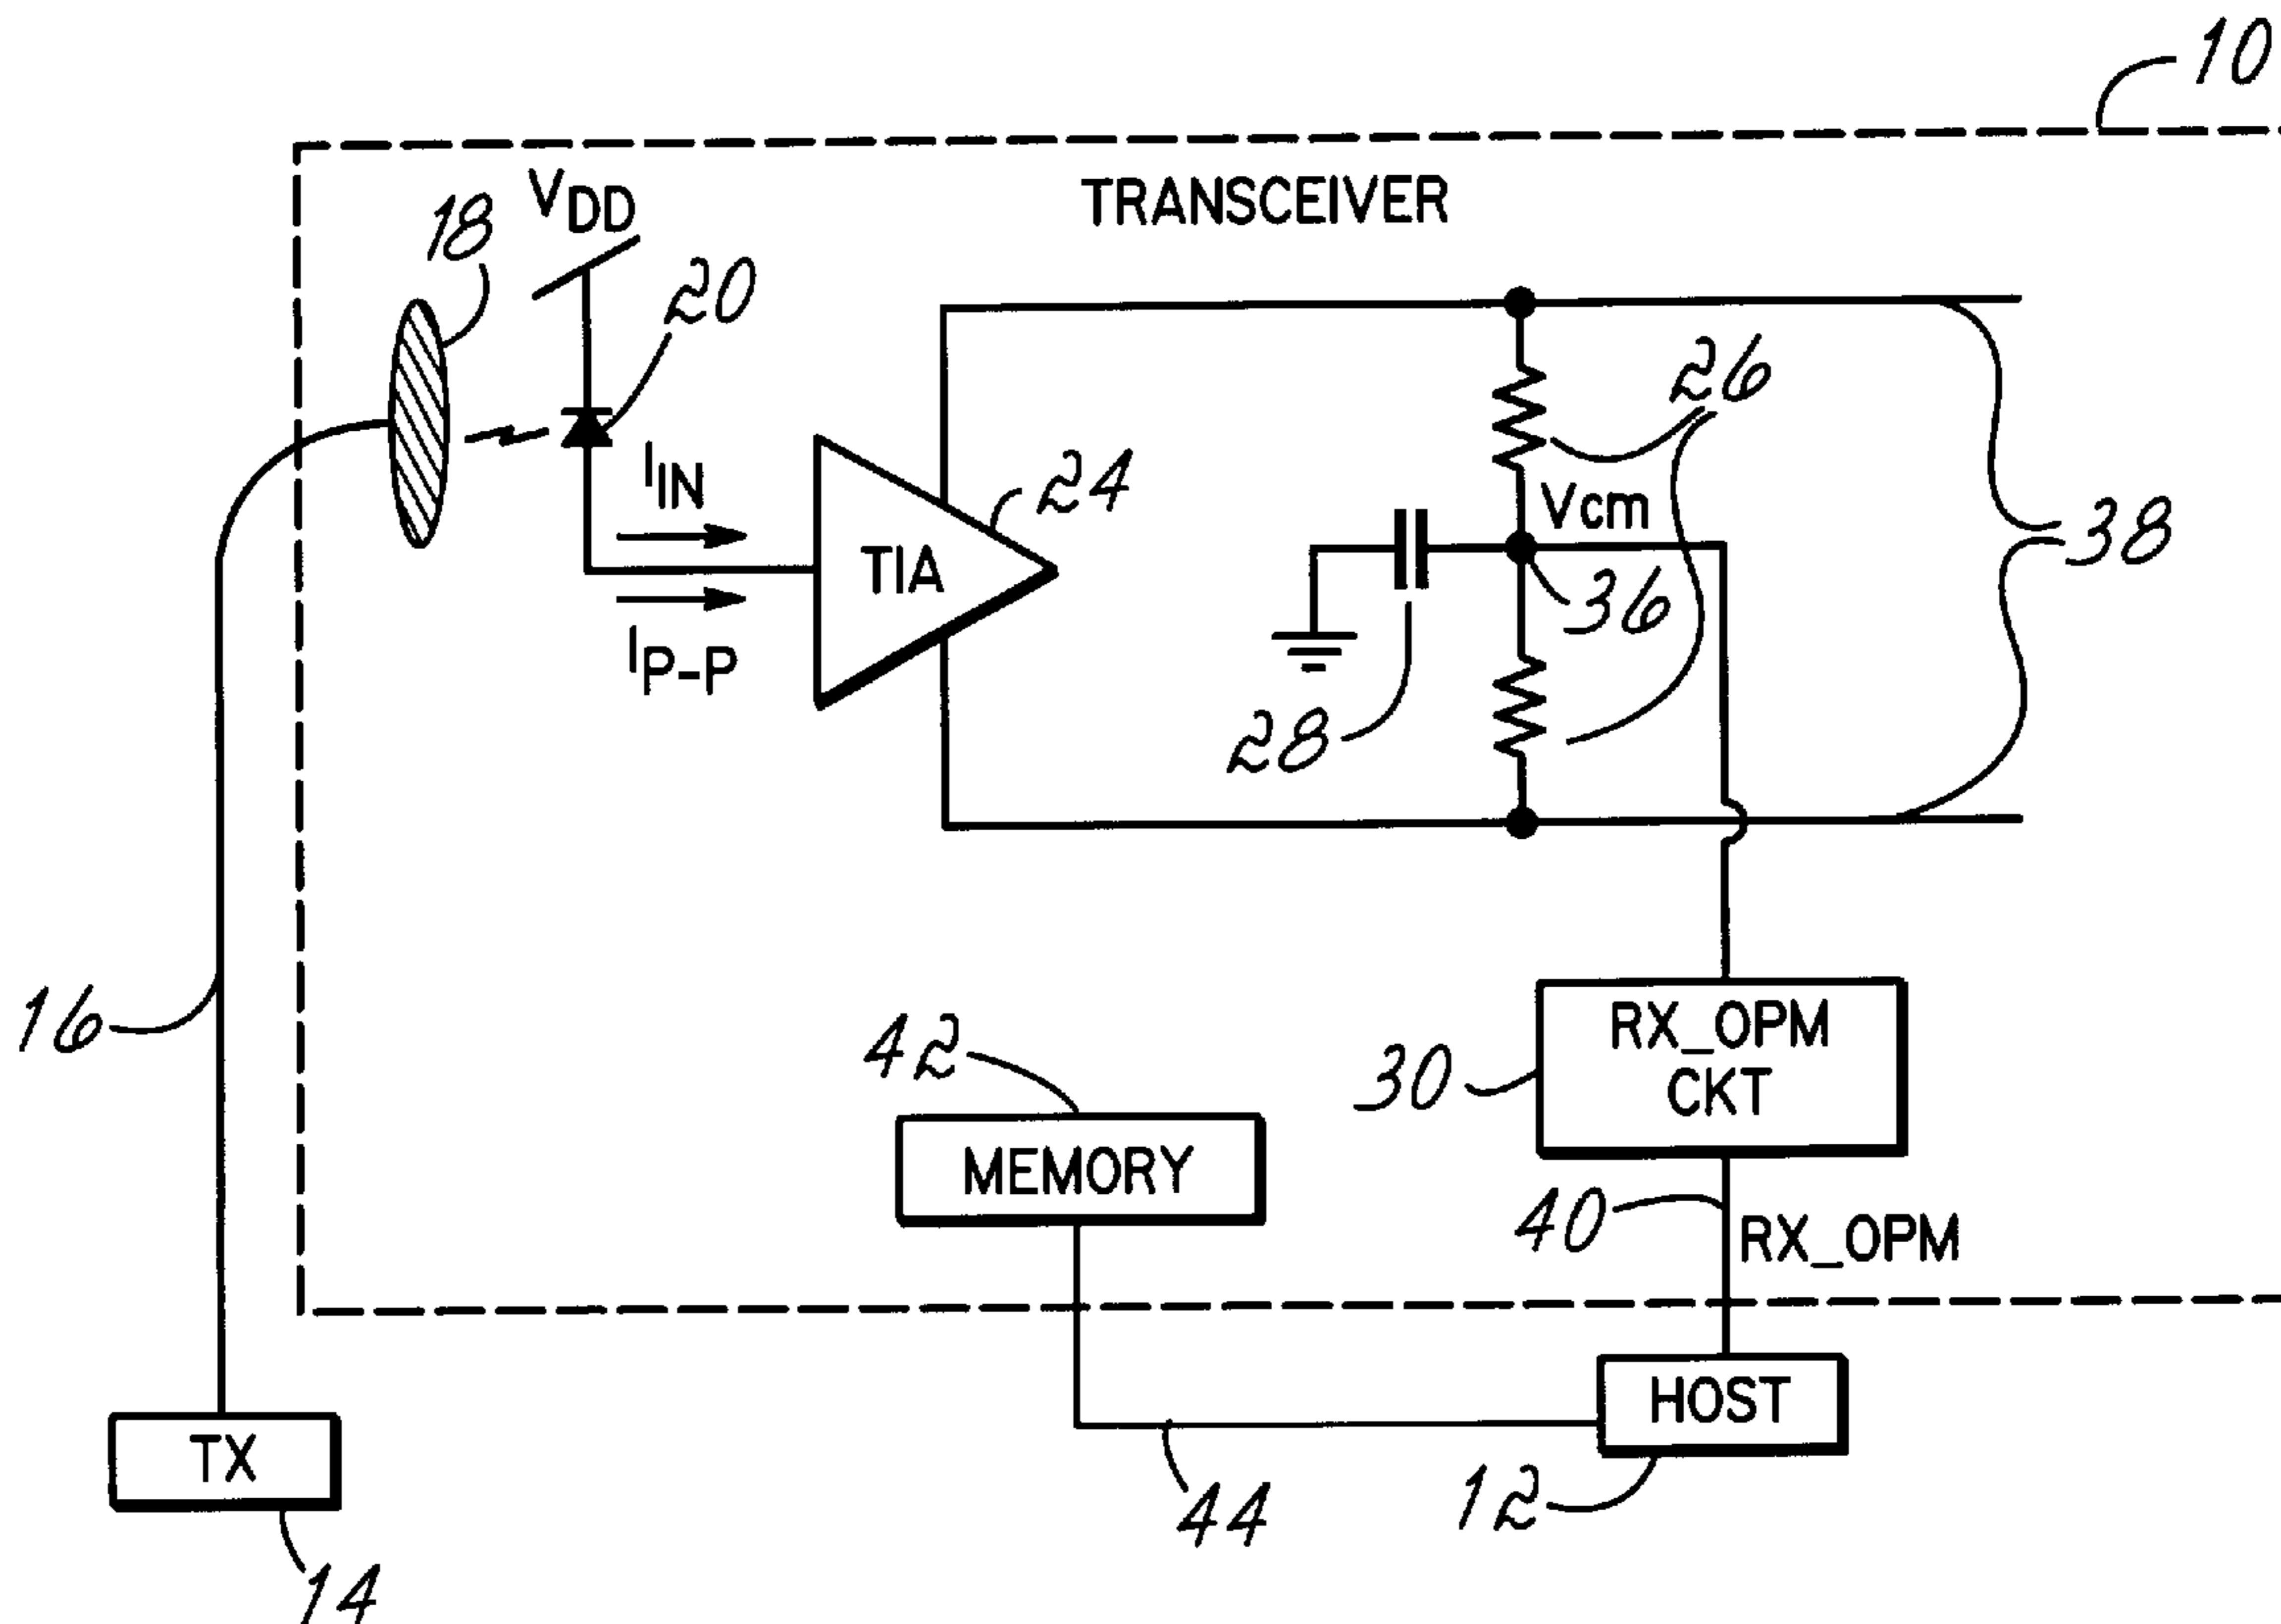 10
TRANSCEIVER
VDD
18
20
26
IIN
24
Vcm
38
TIA
36
IP-P
28
16
42
RX_OPM
CKT
30
MEMORY
40
RX_OPM
HOST
TX
44
12
14